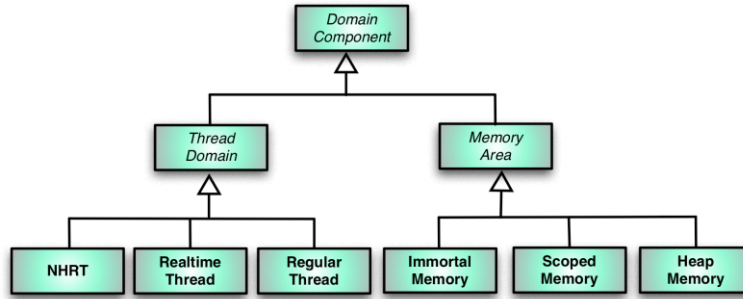 Domain
Component
Thread
Domain
Memory
Area
NHRT
Realtime
Thread
Regular
Thread
Immortal
Memory
Scoped
Memory
Heap
Memory